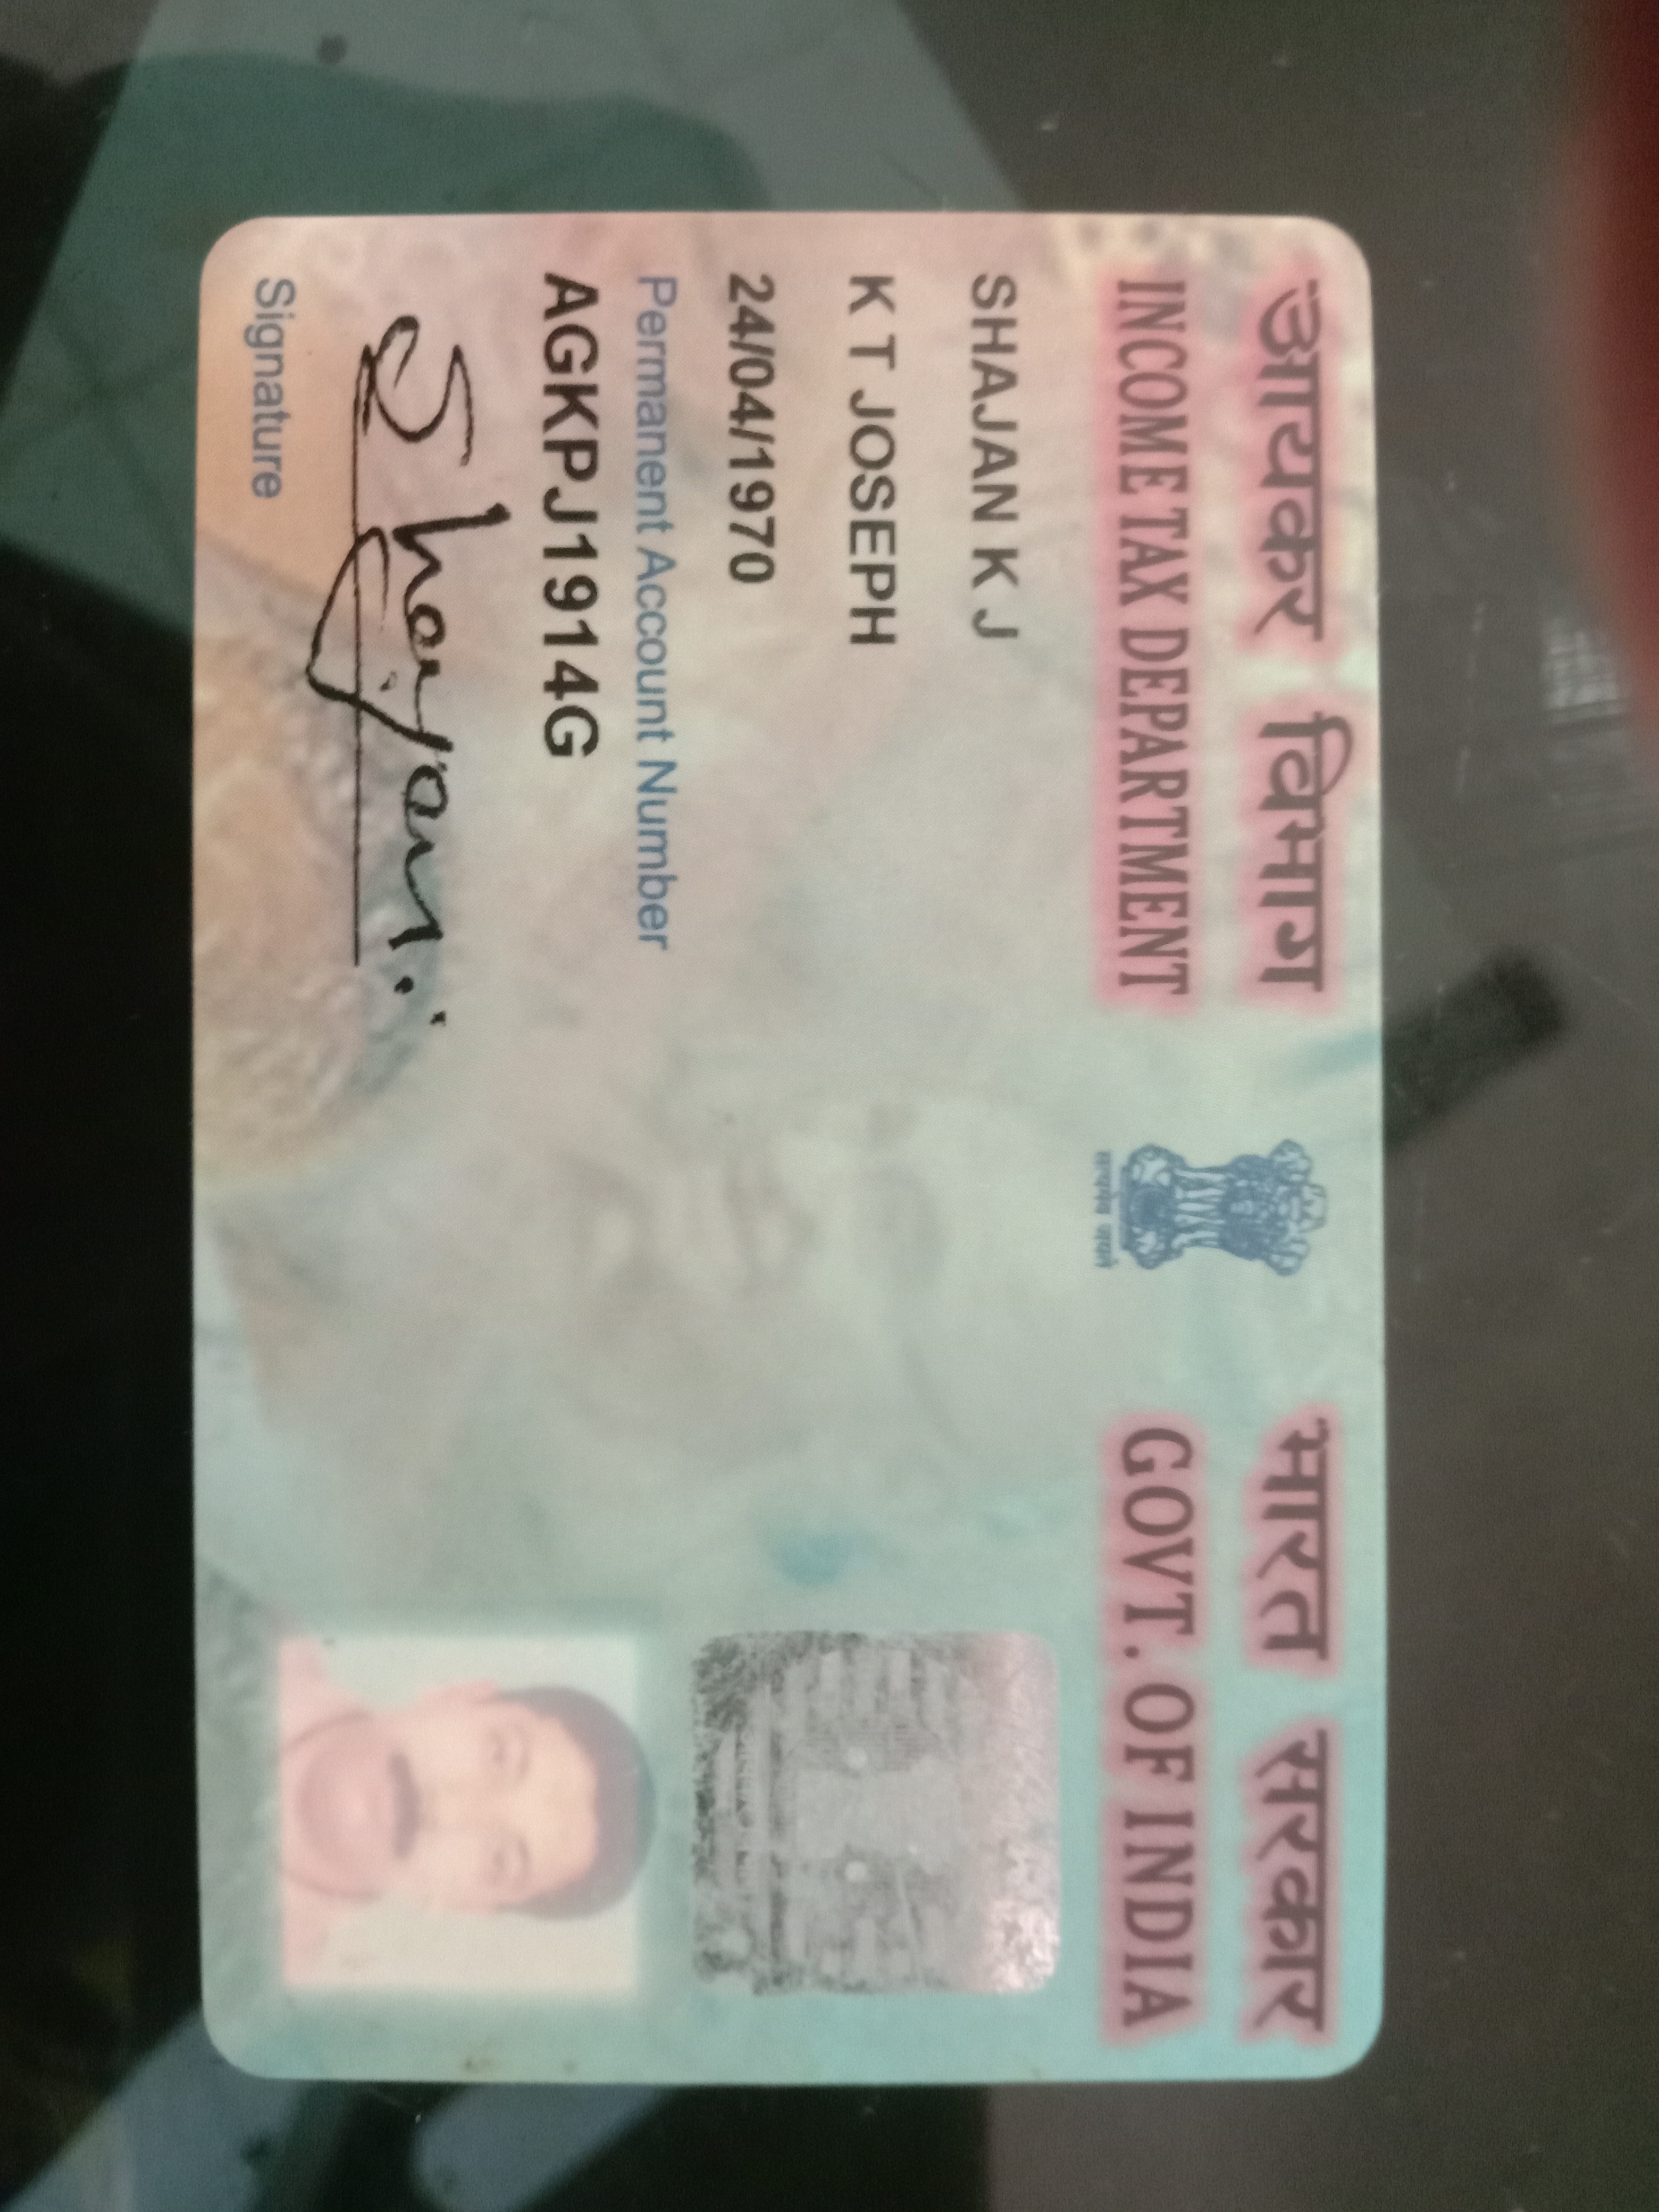 आयकर विभाग
INCOME TAX DEPARTMENT
सत्यमेव जयते
भारत सरकार
GOVT. OF INDIA
SHAJAN K J
K T JOSEPH
24/04/1970
Permanent Account Number
AGKPJ1914G
Shajan
Signature